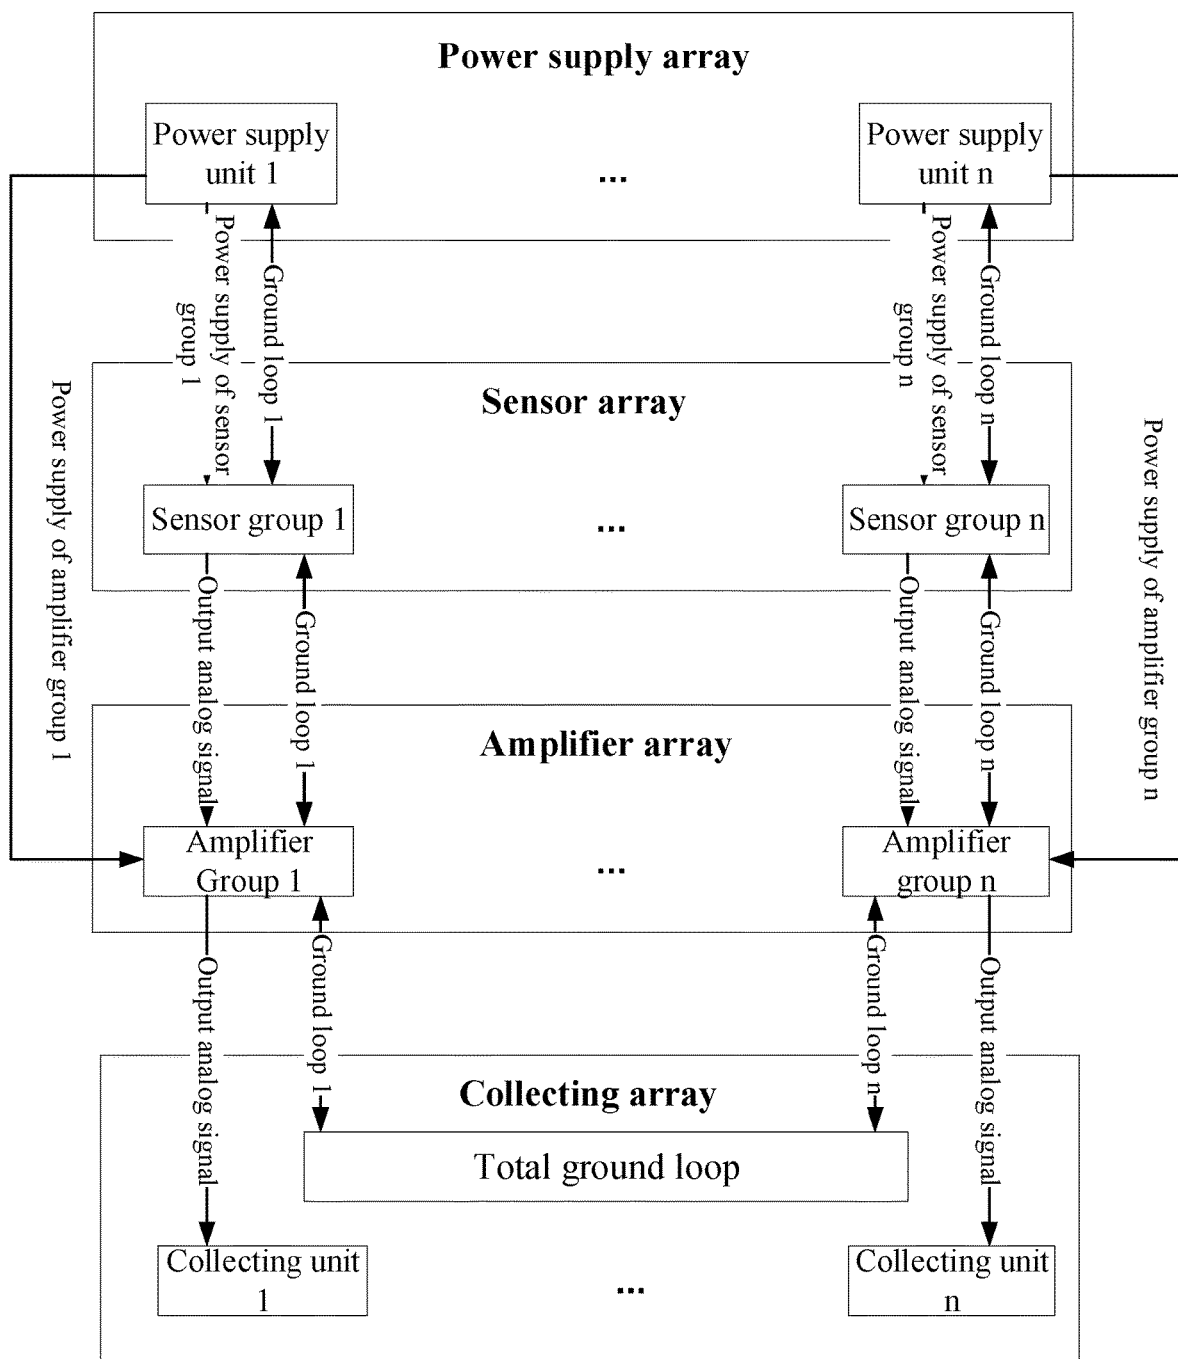 Power supply array
Power supply
unit 1
...
Power supply
unit n
Power supply of sensor
group 1
Ground loop 1
Power supply of sensor
group n
Ground loop n
Power supply of amplifier group 1
Power supply of amplifier group n
Sensor array
Sensor group 1
...
Sensor group n
Output analog signal
Ground loop 1
Output analog signal
Ground loop n
Amplifier array
Amplifier
Group 1
...
Amplifier
group n
Output analog signal
Ground loop 1
Ground loop n
Output analog signal
Collecting array
Total ground loop
Collecting unit
1
...
Collecting unit
n